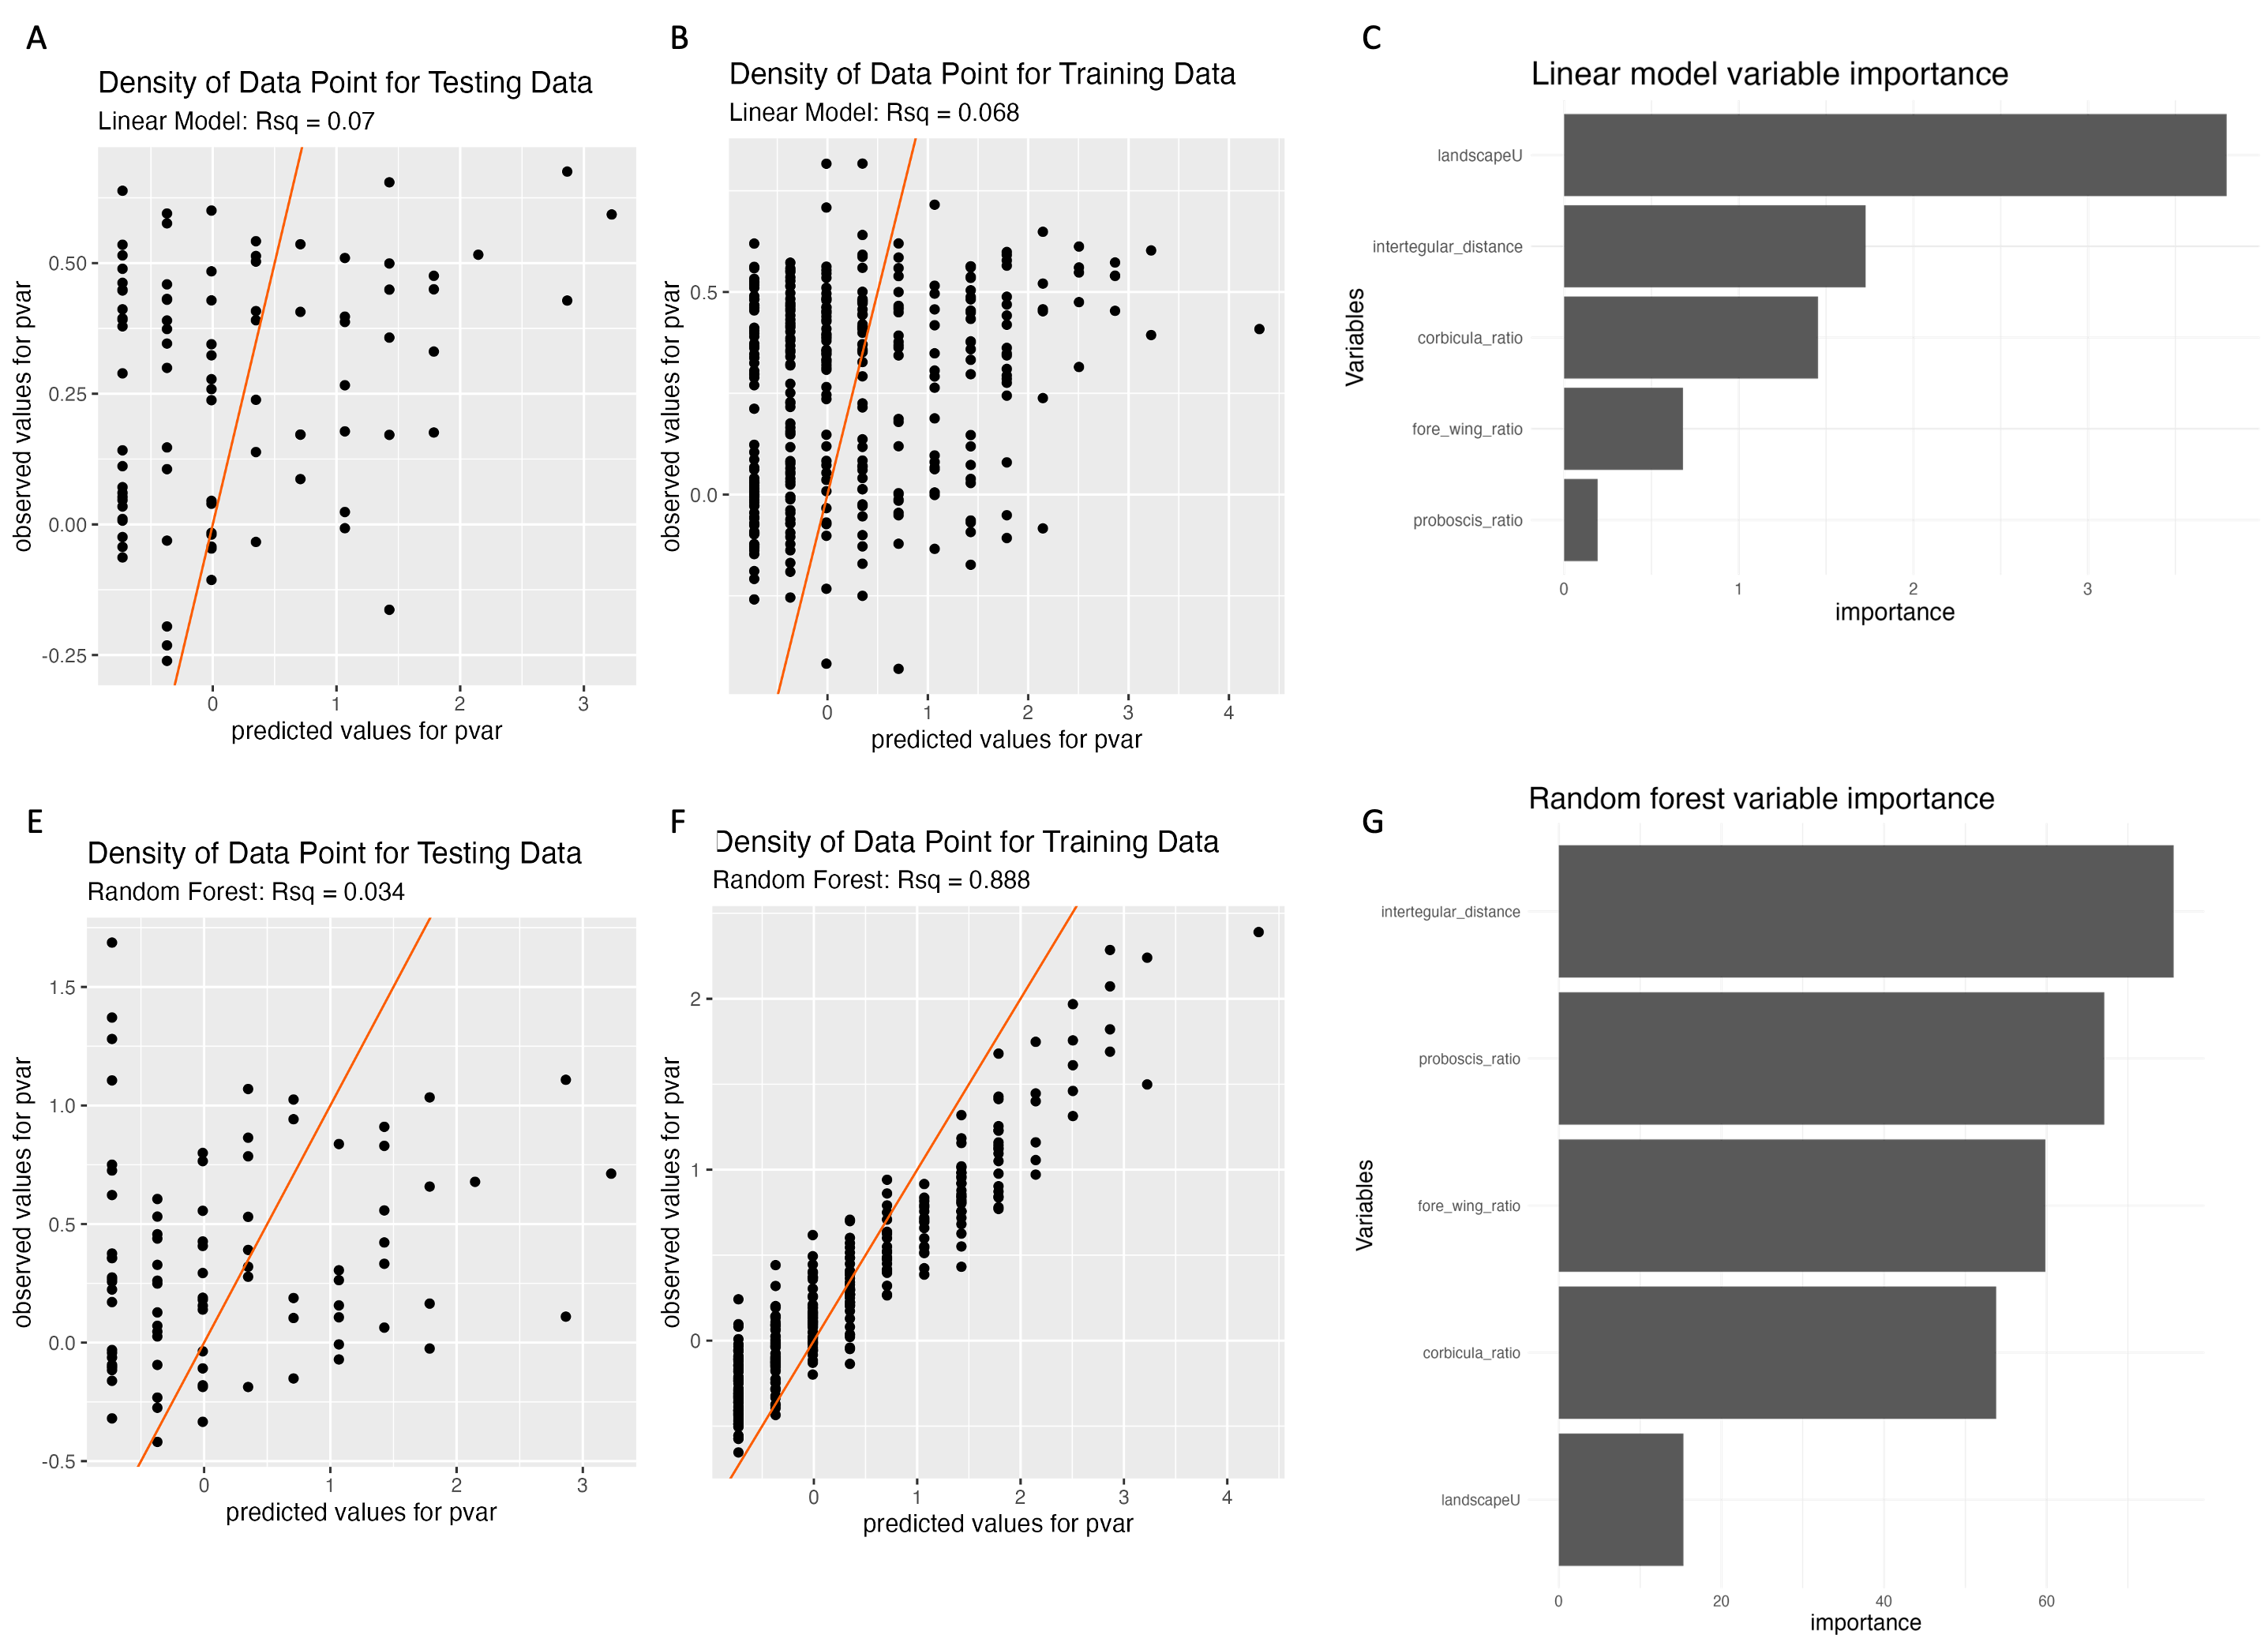 A
Density of Data Point for Testing Data
Linear Model: Rsq = 0.07
observed values for pvar
0.50
0.25
0.00
-0.25
0 1 2 3
predicted values for pvar
B
Density of Data Point for Training Data
Linear Model: Rsq = 0.068
observed values for pvar
0.5
0.0
0 1 2 3 4
predicted values for pvar
C
Linear model variable importance
Variables
landscapeU
intertegular_distance
corbicula_ratio
fore_wing_ratio
proboscis_ratio
0 1 2 3
importance
E
Density of Data Point for Testing Data
Random Forest: Rsq = 0.034
observed values for pvar
1.5
1.0
0.5
0.0
-0.5
0 1 2 3
predicted values for pvar
F
Density of Data Point for Training Data
Random Forest: Rsq = 0.888
observed values for pvar
2
1
0
0 1 2 3 4
predicted values for pvar
G
Random forest variable importance
Variables
intertegular_distance
proboscis_ratio
fore_wing_ratio
corbicula_ratio
landscapeU
0 20 40 60
importance